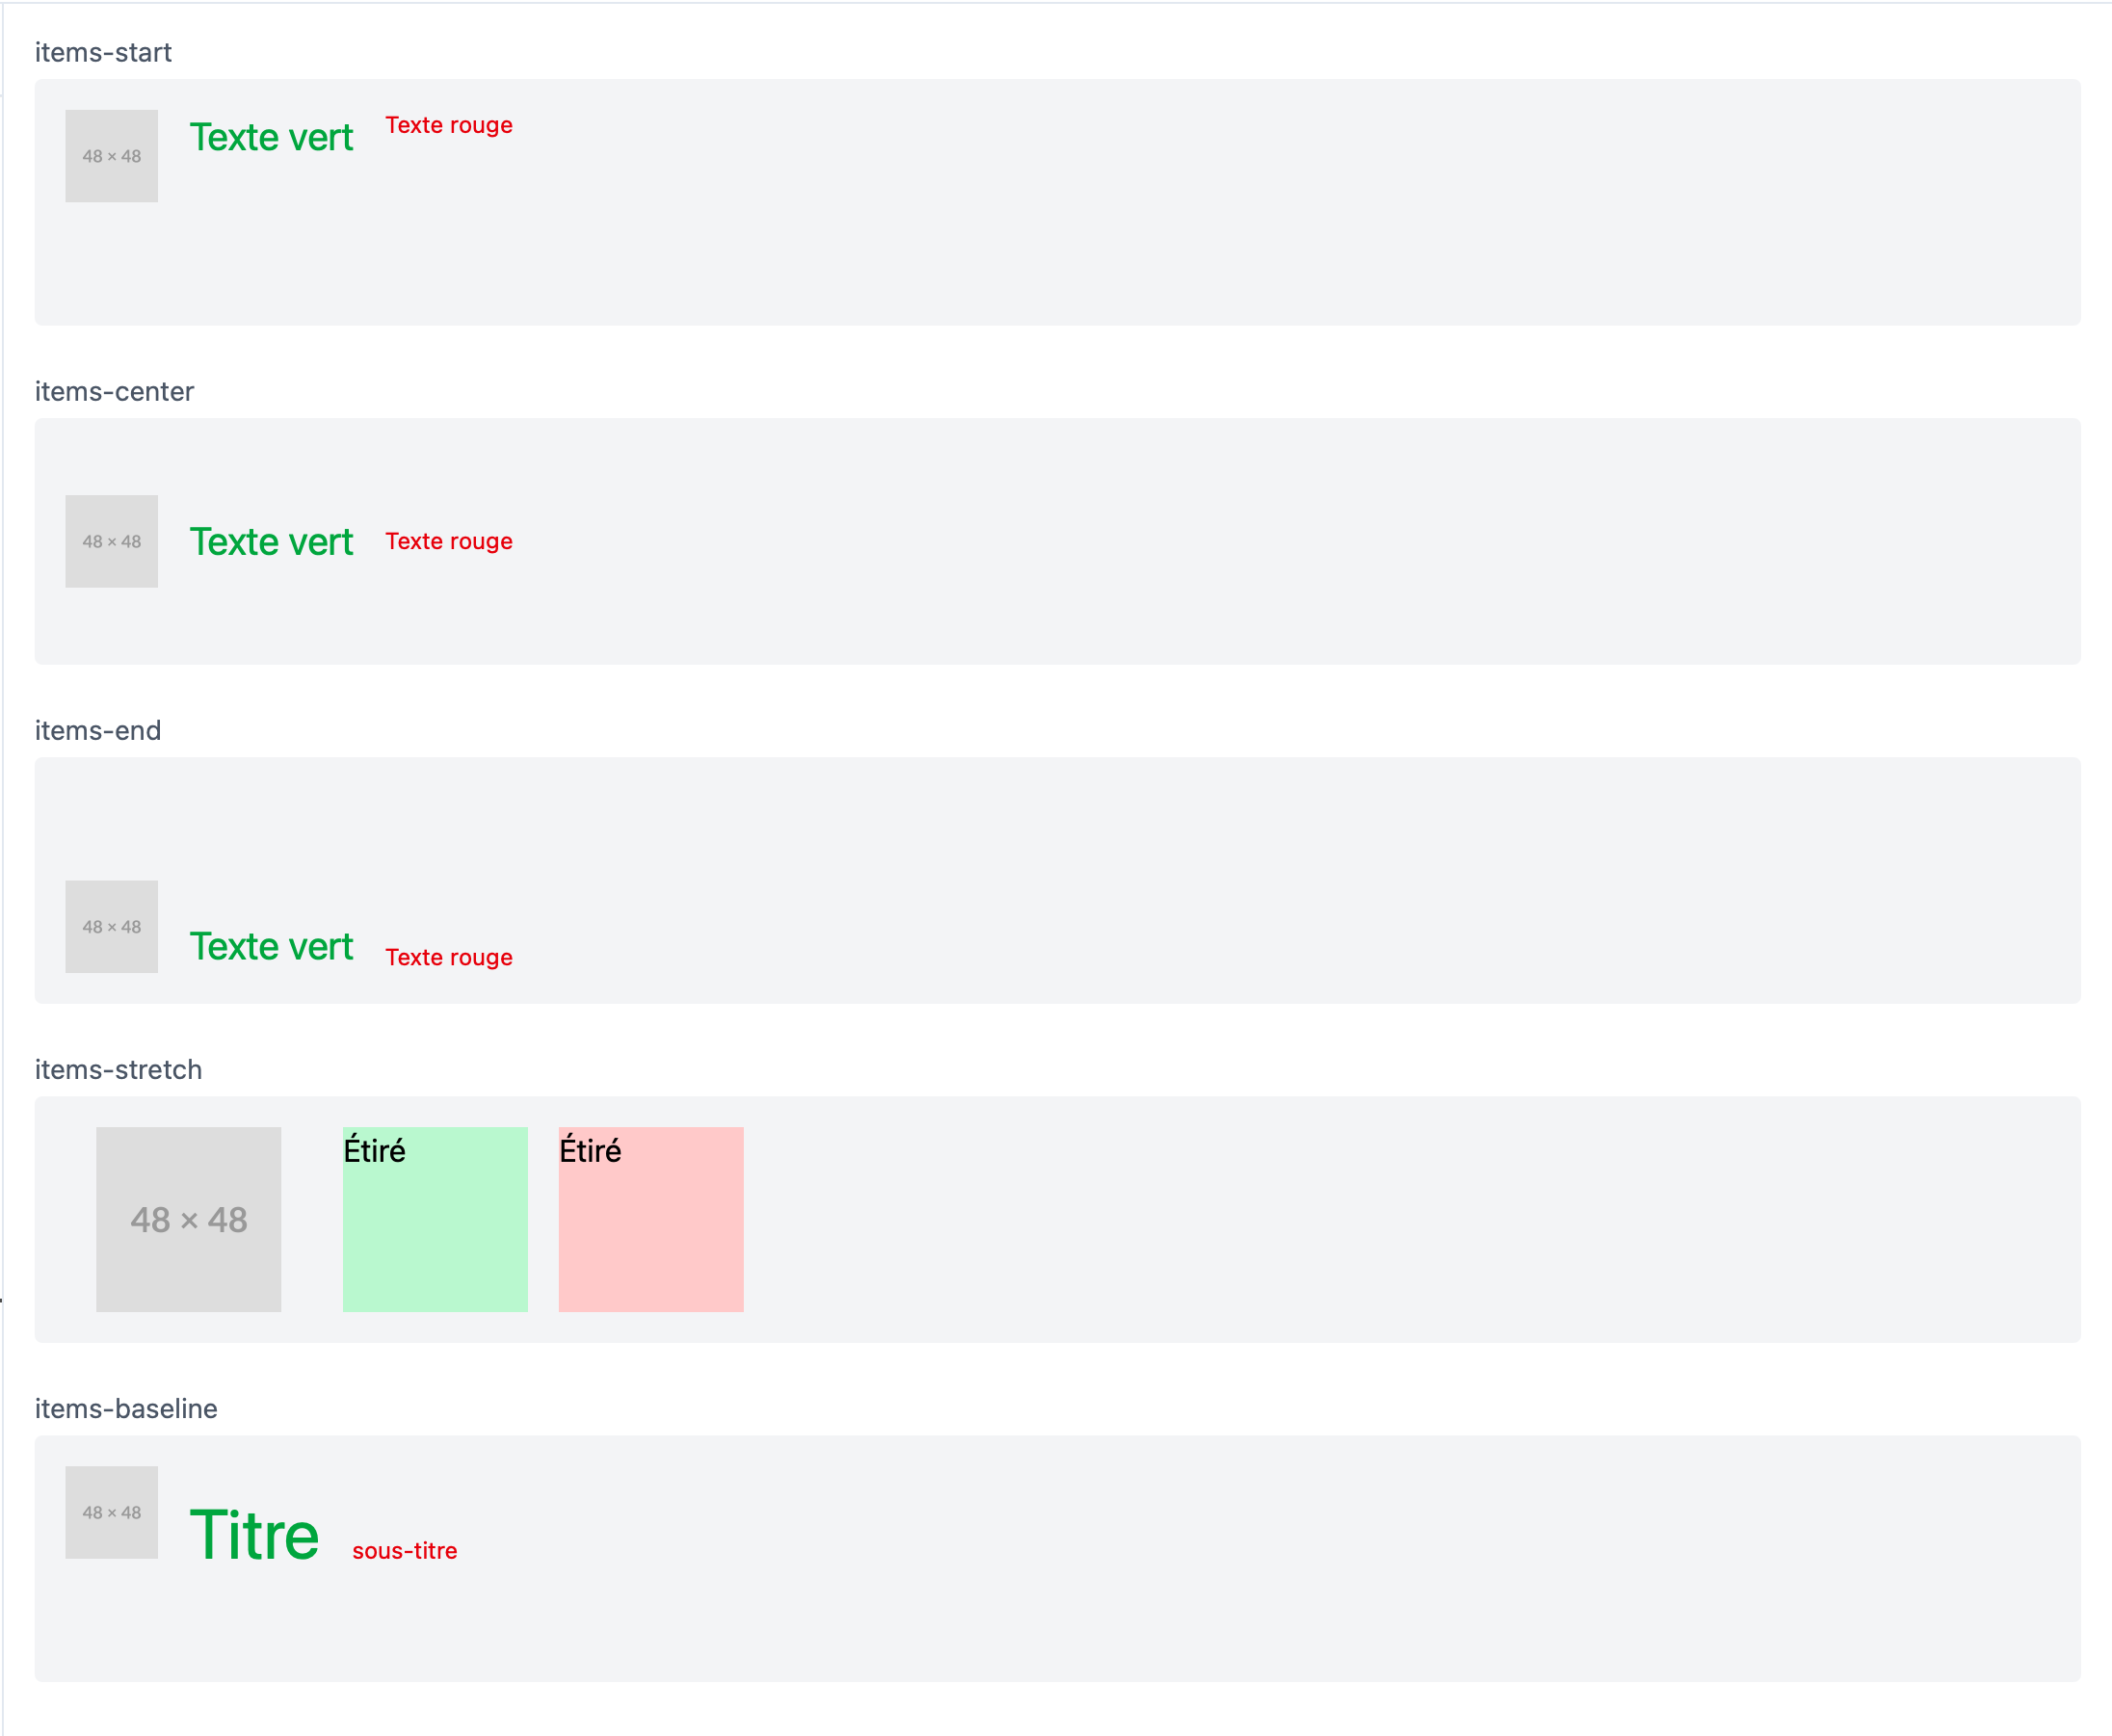 items-start
48 × 48 Texte vert Texte rouge
items-center
48 × 48 Texte vert Texte rouge
items-end
48 × 48 Texte vert Texte rouge
items-stretch
48 × 48 Étiré Étiré
items-baseline
48 × 48 Titre sous-titre